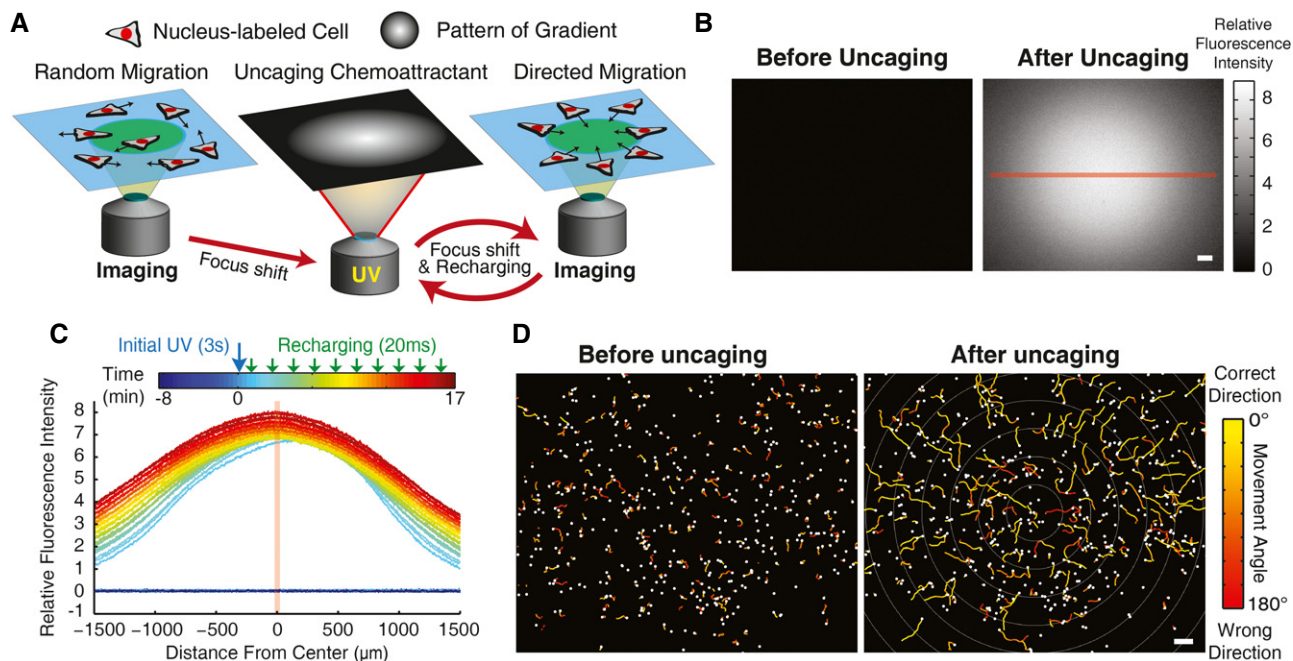 A
Nucleus-labeled Cell
Pattern of Gradient
Random Migration
Uncaging Chemoattractant
Directed Migration
Imaging
Focus shift
UV
Focus shift
& Recharging
Imaging
B
Before Uncaging
After Uncaging
Relative
Fluorescence
Intensity
8
6
4
2
0
C
Initial UV (3s)
Recharging (20ms)
Time
(min)
-8
0
17
Relative Fluorescence Intensity
8
7
6
5
4
3
2
1
0
-1
−1500
−1000
−500
0
500
1000
1500
Distance From Center (μm)
D
Before uncaging
After uncaging
Correct
Direction
0°
Movement Angle
180°
Wrong
Direction